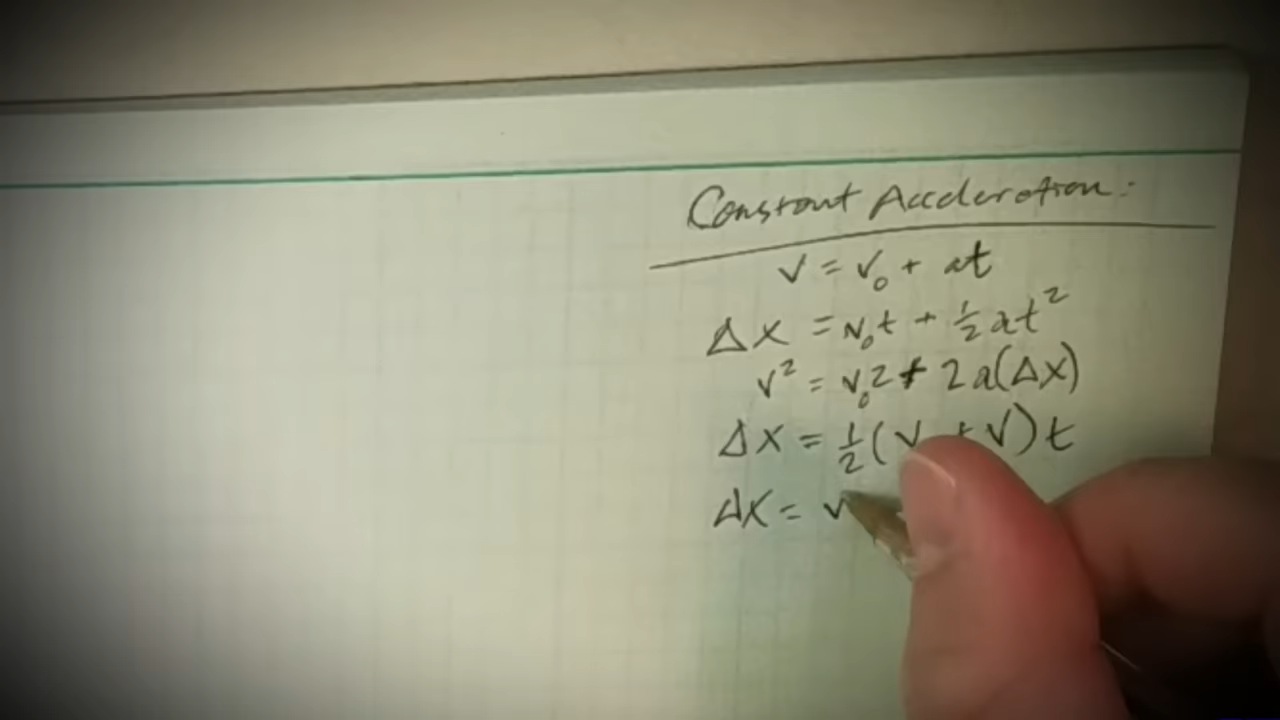 Constant Acceleration:
v = v₀ + at
Δx = v₀t + ½at²
v² = v₀2 + 2a(Δx)
Δx = ½(v + v)t
Δx = v